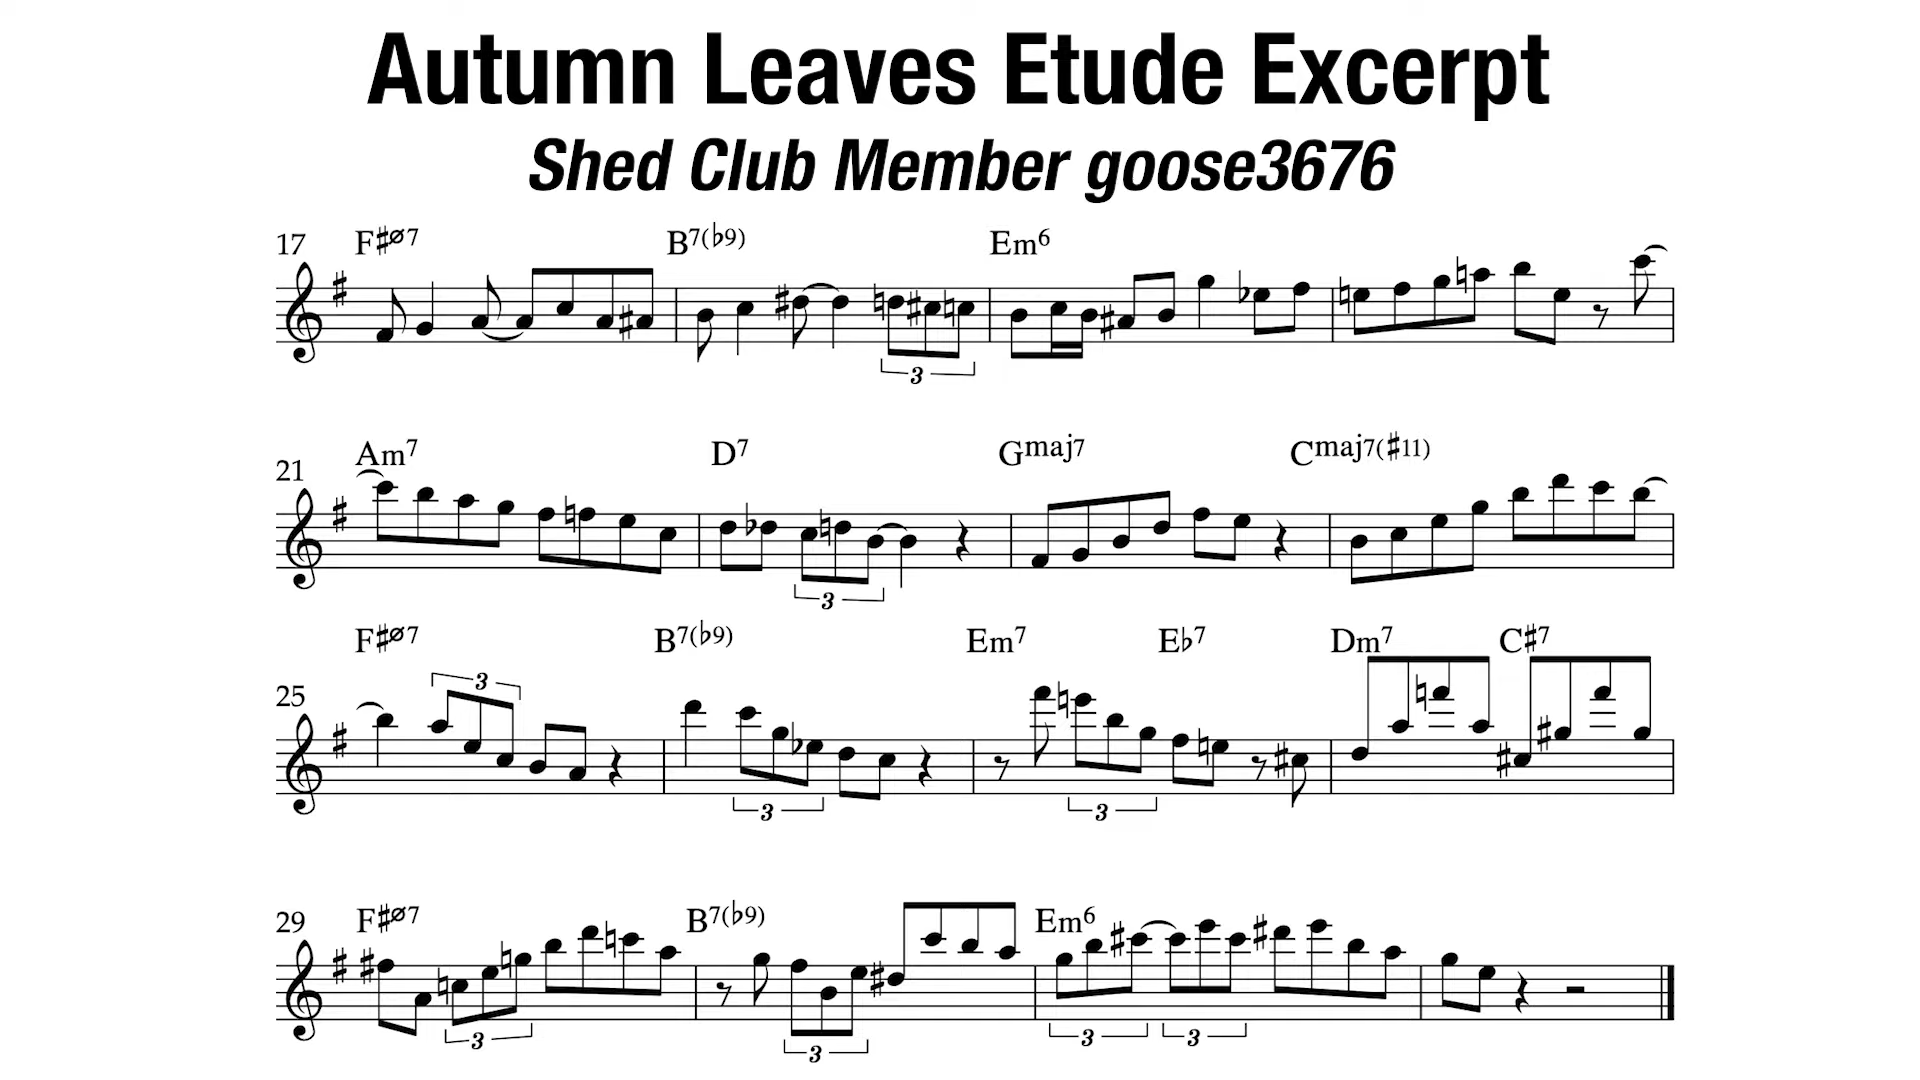 Autumn Leaves Etude Excerpt
Shed Club Member goose3676
17 F♯ø7 B7(♭9) Em6
3
21 Am7 D7 Gmaj7 Cmaj7(♯11)
3
F♯ø7 B7(♭9) Em7 E♭7 Dm7 C♯7
25 3
3 3
29 F♯ø7 B7(♭9) Em6
3 3 3 3